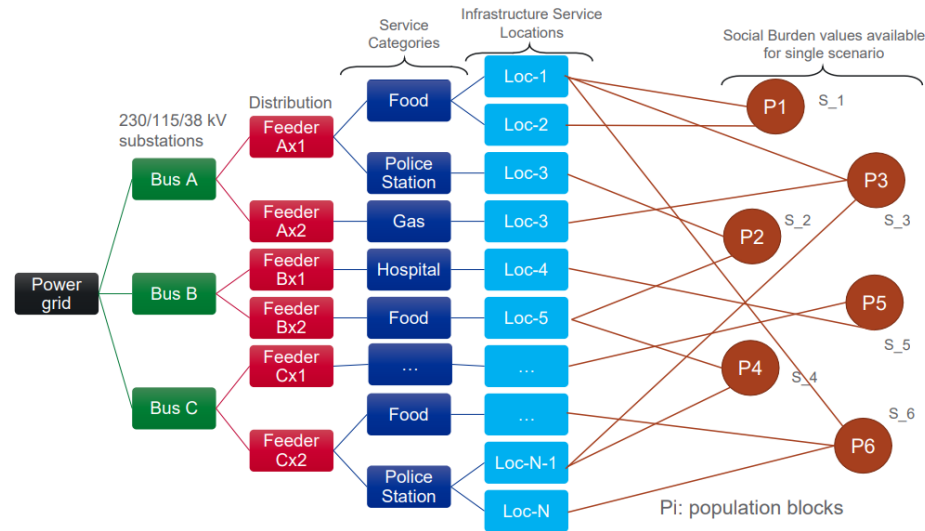 Service
Categories
Infrastructure Service
Locations
Social Burden values available
for single scenario
230/115/38 kV
substations
Distribution
Power
grid
Bus A
Bus B
Bus C
Feeder
Ax1
Feeder
Ax2
Feeder
Bx1
Feeder
Bx2
Feeder
Cx1
Feeder
Cx2
Food
Police
Station
Gas
Hospital
Food
...
Food
Police
Station
Loc-1
Loc-2
Loc-3
Loc-3
Loc-4
Loc-5
...
...
Loc-N-1
Loc-N
P1
S_1
P3
S_3
P2
S_2
P5
S_5
P4
S_4
P6
S_6
Pi: population blocks